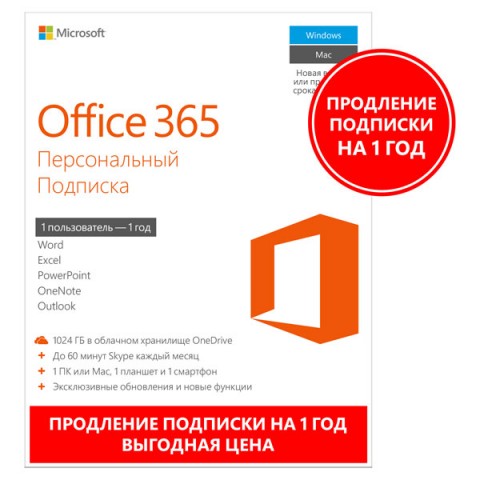 Microsoft
Windows
Mac
Новая в
или пр
срока
ПРОДЛЕНИЕ
ПОДПИСКИ
НА 1 ГОД
Office 365
Персональный
Подписка
1 пользователь — 1 год
Word
Excel
PowerPoint
OneNote
Outlook
1024 ГБ в облачном хранилище OneDrive
+ До 60 минут Skype каждый месяц
+ 1 ПК или Mac, 1 планшет и 1 смартфон
+ Эксклюзивные обновления и новые функции
ПРОДЛЕНИЕ ПОДПИСКИ НА 1 ГОД
ВЫГОДНАЯ ЦЕНА